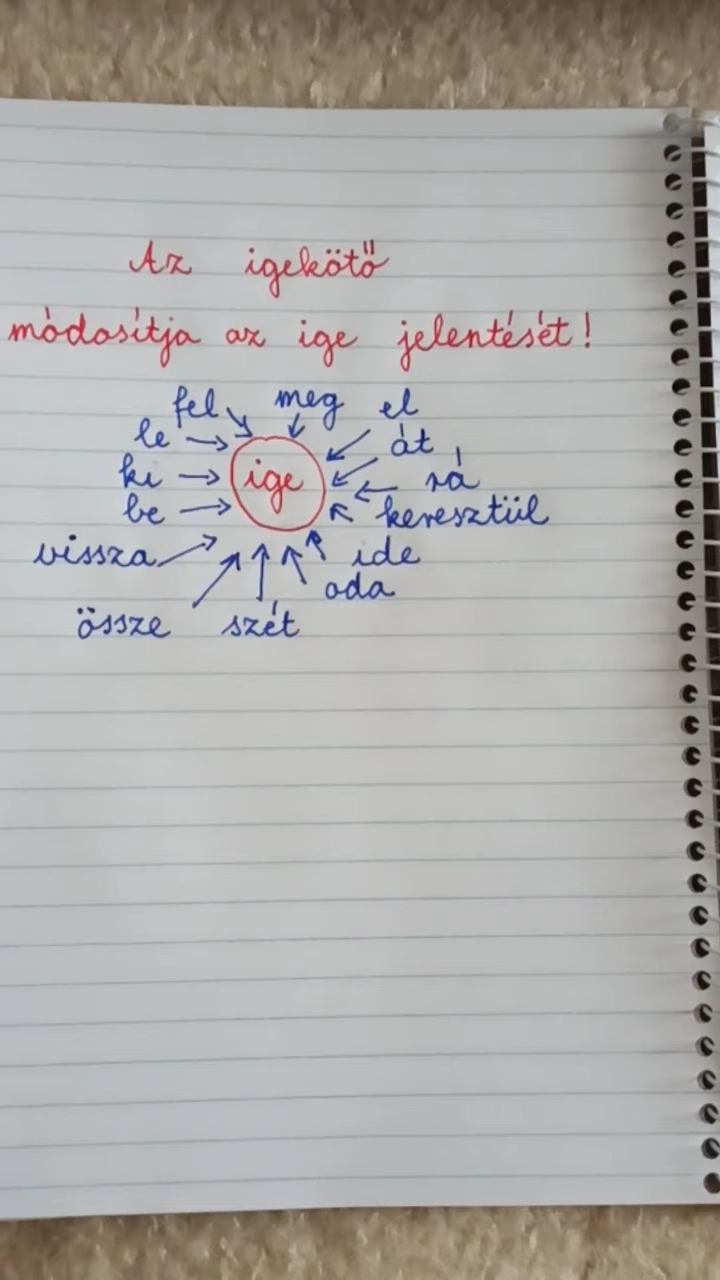 Az igekötő
módosítja az ige jelentését!
fel meg el
le át
ki ige rá
be keresztül
vissza ide
oda
össze szét